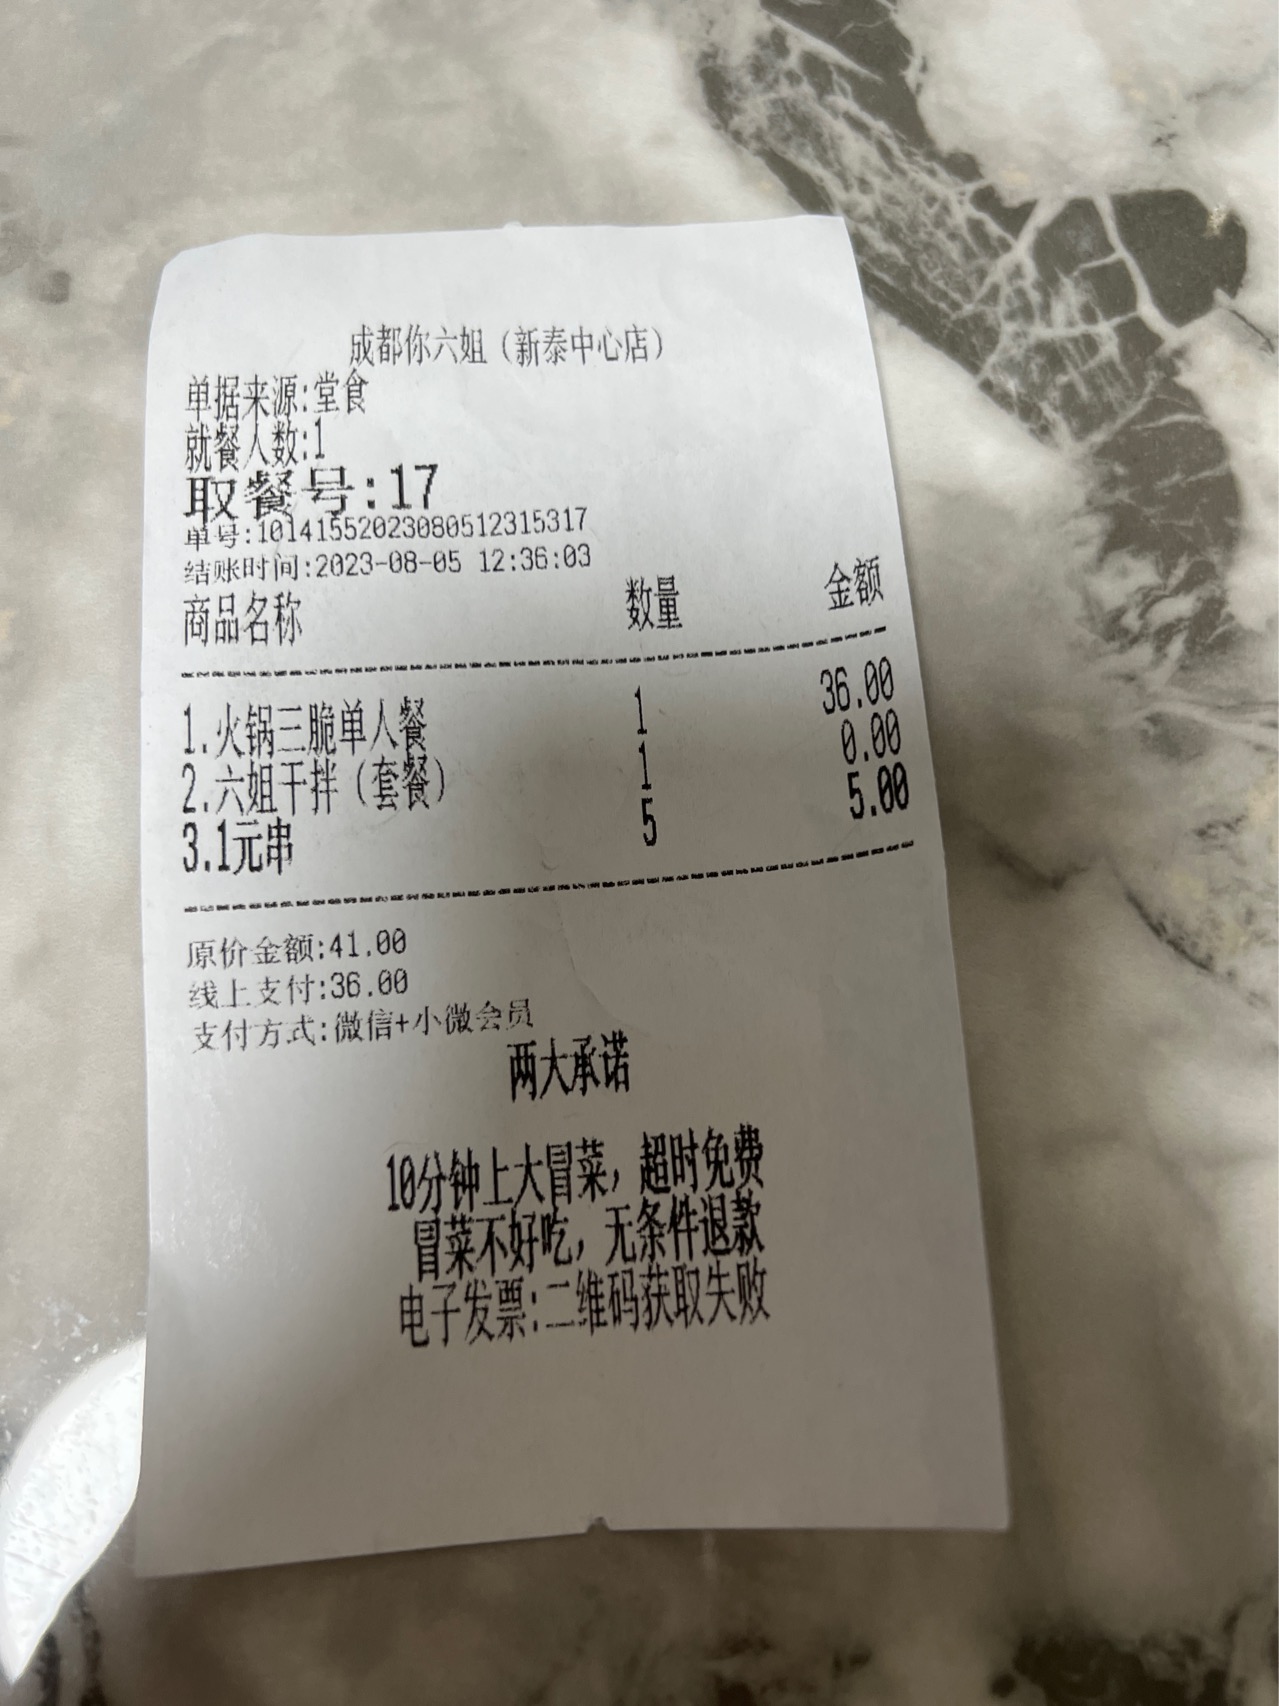 成都你六姐（新泰中心店）
单据来源:堂食
就餐人数:1
取餐号:17
单号:10141552023080512315317
结账时间:2023-08-05 12:36:03
商品名称 数量 金额
1.火锅三脆单人餐 1 36.00
2.六姐干拌（套餐） 1 0.00
3.1元串 5 5.00
原价金额:41.00
线上支付:36.00
支付方式:微信+小微会员
两大承诺
10分钟上大冒菜，超时免费
冒菜不好吃，无条件退款
电子发票:二维码获取失败